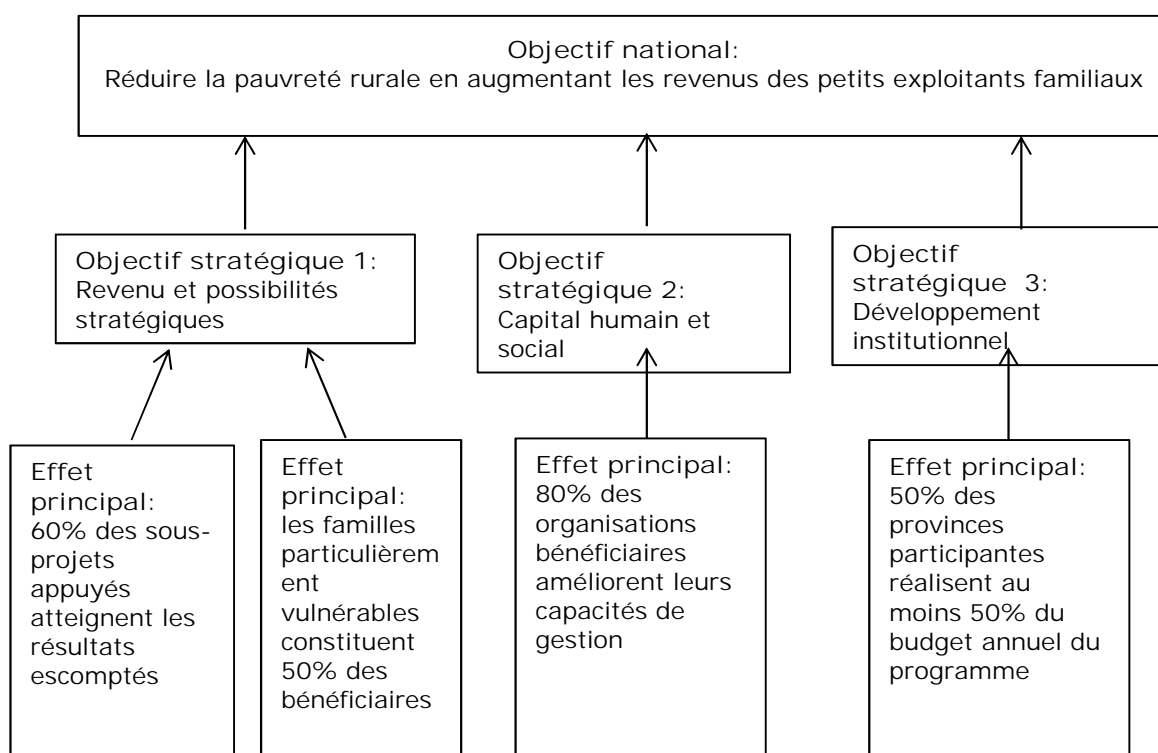 Objectif national:
Réduire la pauvreté rurale en augmentant les revenus des petits exploitants familiaux
Objectif stratégique 1:
Revenu et possibilités
stratégiques
Objectif
stratégique 2:
Capital humain et
social
Objectif
stratégique 3:
Développement
institutionnel
Effet
principal:
60% des sous-
projets
appuyés
atteignent les
résultats
escomptés
Effet
principal:
les familles
particulièrem
ent
vulnérables
constituent
50% des
bénéficiaires
Effet principal:
80% des
organisations
bénéficiaires
améliorent leurs
capacités de
gestion
Effet principal:
50% des
provinces
participantes
réalisent au
moins 50% du
budget annuel du
programme